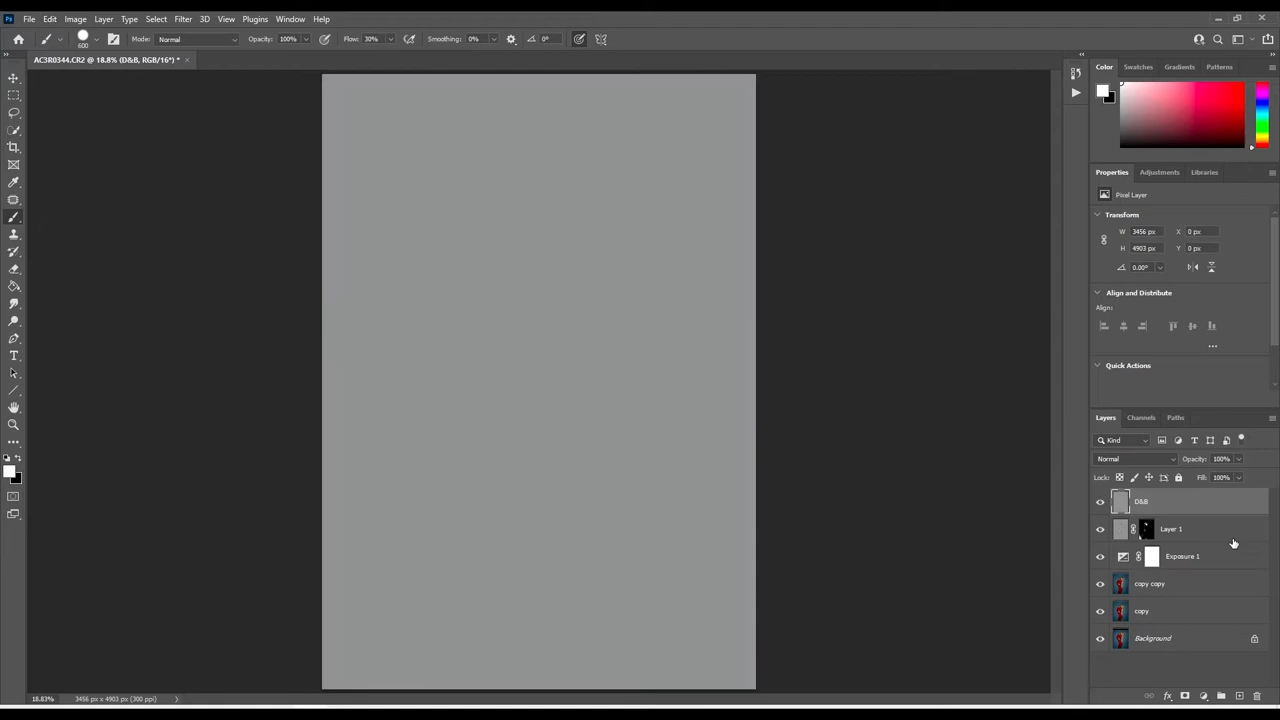 Ps File Edit Image Layer Type Select Filter 3D View Plugins Window Help
600 Mode: Normal Opacity: 100% Flow: 30% Smoothing: 0% 0°
AC3R0344.CR2 @ 18.8% (D&B, RGB/16*) * ×
Color Swatches Gradients Patterns
Properties Adjustments Libraries
Pixel Layer
Transform
W 3456 px X 0 px
H 4903 px Y 0 px
0.00°
Align and Distribute
Align:
Quick Actions
Layers Channels Paths
Kind
Normal Opacity: 100%
Lock: Fill: 100%
D&B
Layer 1
Exposure 1
copy copy
copy
Background
18.83% 3456 px x 4903 px (300 ppi)